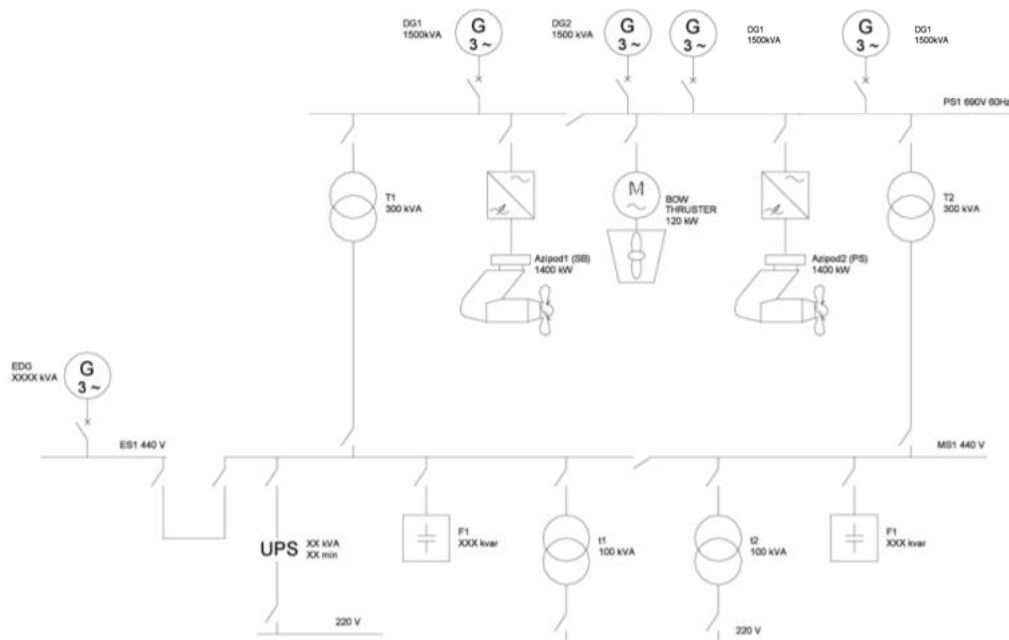 DG1
1500kVA
G
3 ~
DG2
1500 kVA
G
3 ~
G
3 ~
DG1
1500kVA
G
3 ~
DG1
1500kVA
PS1 690V 60Hz
T1
300 kVA
M
~
BOW
THRUSTER
120 kW
T2
300 kVA
Azipod1 (SB)
1400 kW
Azipod2 (PS)
1400 kW
EDG
XXXX kVA
G
3 ~
ES1 440 V
MS1 440 V
UPS
XX kVA
XX min
F1
XXX kvar
t1
100 kVA
t2
100 kVA
F1
XXX kvar
220 V
220 V